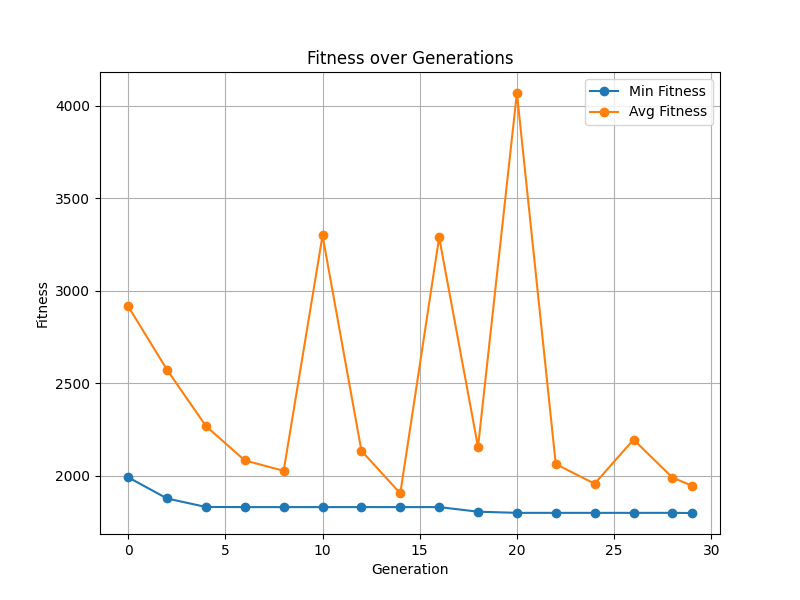 Fitness over Generations
Min Fitness
Avg Fitness
4000
3500
3000
2500
2000
Fitness
0 5 10 15 20 25 30
Generation